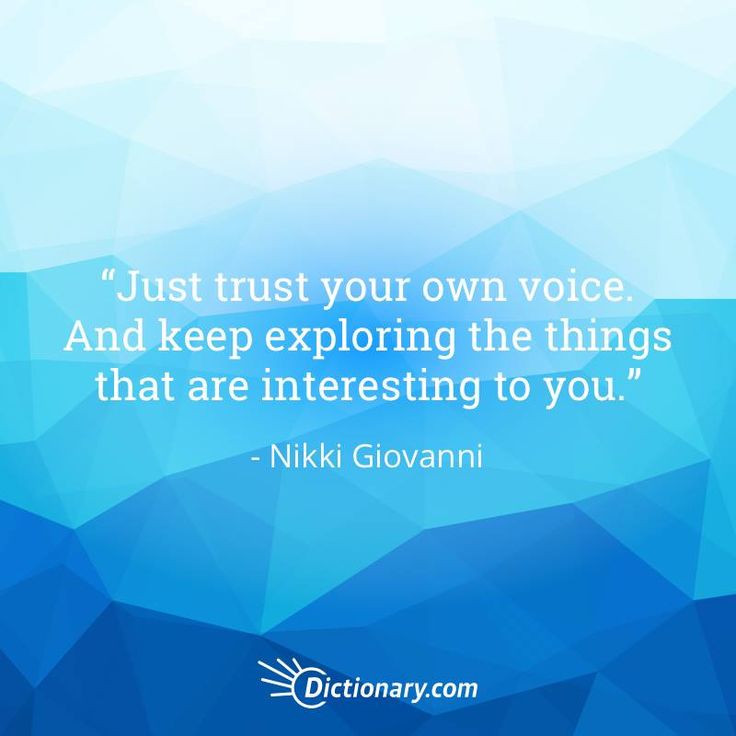 “Just trust your own voice.
And keep exploring the things
that are interesting to you.”
- Nikki Giovanni
Dictionary.com